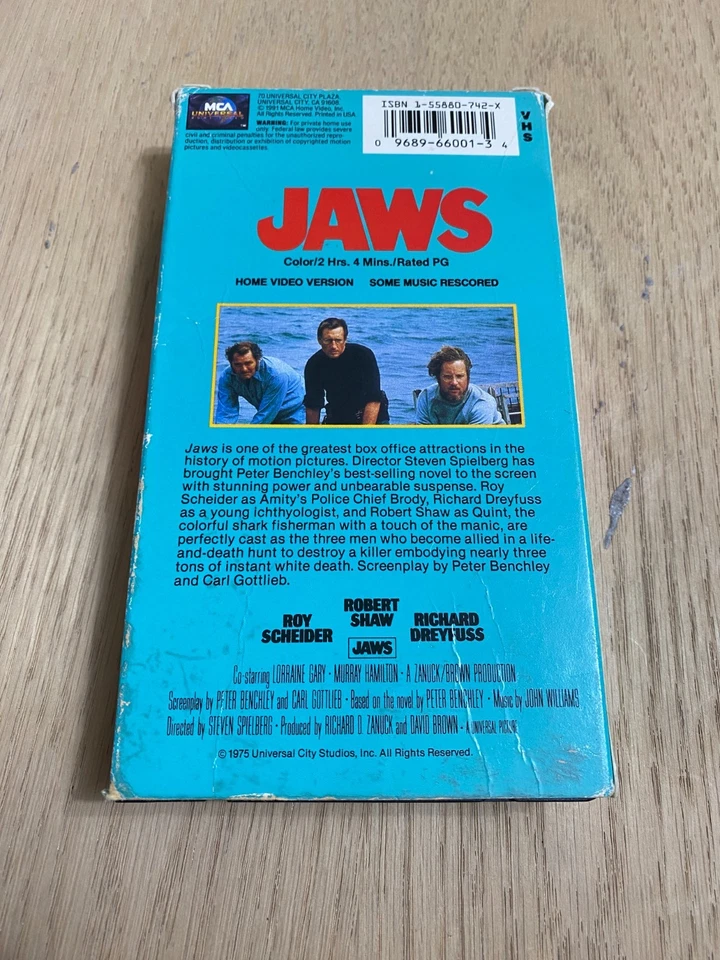 MCA
UNIVERSAL
70 UNIVERSAL CITY PLAZA
UNIVERSAL CITY, CA 91608
© 1991 MCA Home Video, Inc.
All Rights Reserved. Printed in USA
WARNING: For private home use
only. Federal law provides severe
civil and criminal penalties for the unauthorized repro-
duction, distribution or exhibition of copyrighted motion
pictures and videocassettes.
ISBN 1-55880-742-X
0 9689-66001-3 4
VHS
JAWS
Color/2 Hrs. 4 Mins./Rated PG
HOME VIDEO VERSION SOME MUSIC RESCORED
Jaws is one of the greatest box office attractions in the
history of motion pictures. Director Steven Spielberg has
brought Peter Benchley's best-selling novel to the screen
with stunning power and unbearable suspense. Roy
Scheider as Amity's Police Chief Brody, Richard Dreyfuss
as a young ichthyologist, and Robert Shaw as Quint, the
colorful shark fisherman with a touch of the manic, are
perfectly cast as the three men who become allied in a life-
and-death hunt to destroy a killer embodying nearly three
tons of instant white death. Screenplay by Peter Benchley
and Carl Gottlieb.
ROY
SCHEIDER
ROBERT
SHAW
RICHARD
DREYFUSS
JAWS
Co-starring LORRAINE GARY · MURRAY HAMILTON · A ZANUCK/BROWN PRODUCTION
Screenplay by PETER BENCHLEY and CARL GOTTLIEB · Based on the novel by PETER BENCHLEY · Music by JOHN WILLIAMS
Directed by STEVEN SPIELBERG · Produced by RICHARD D. ZANUCK and DAVID BROWN · A UNIVERSAL PICTURE
© 1975 Universal City Studios, Inc. All Rights Reserved.